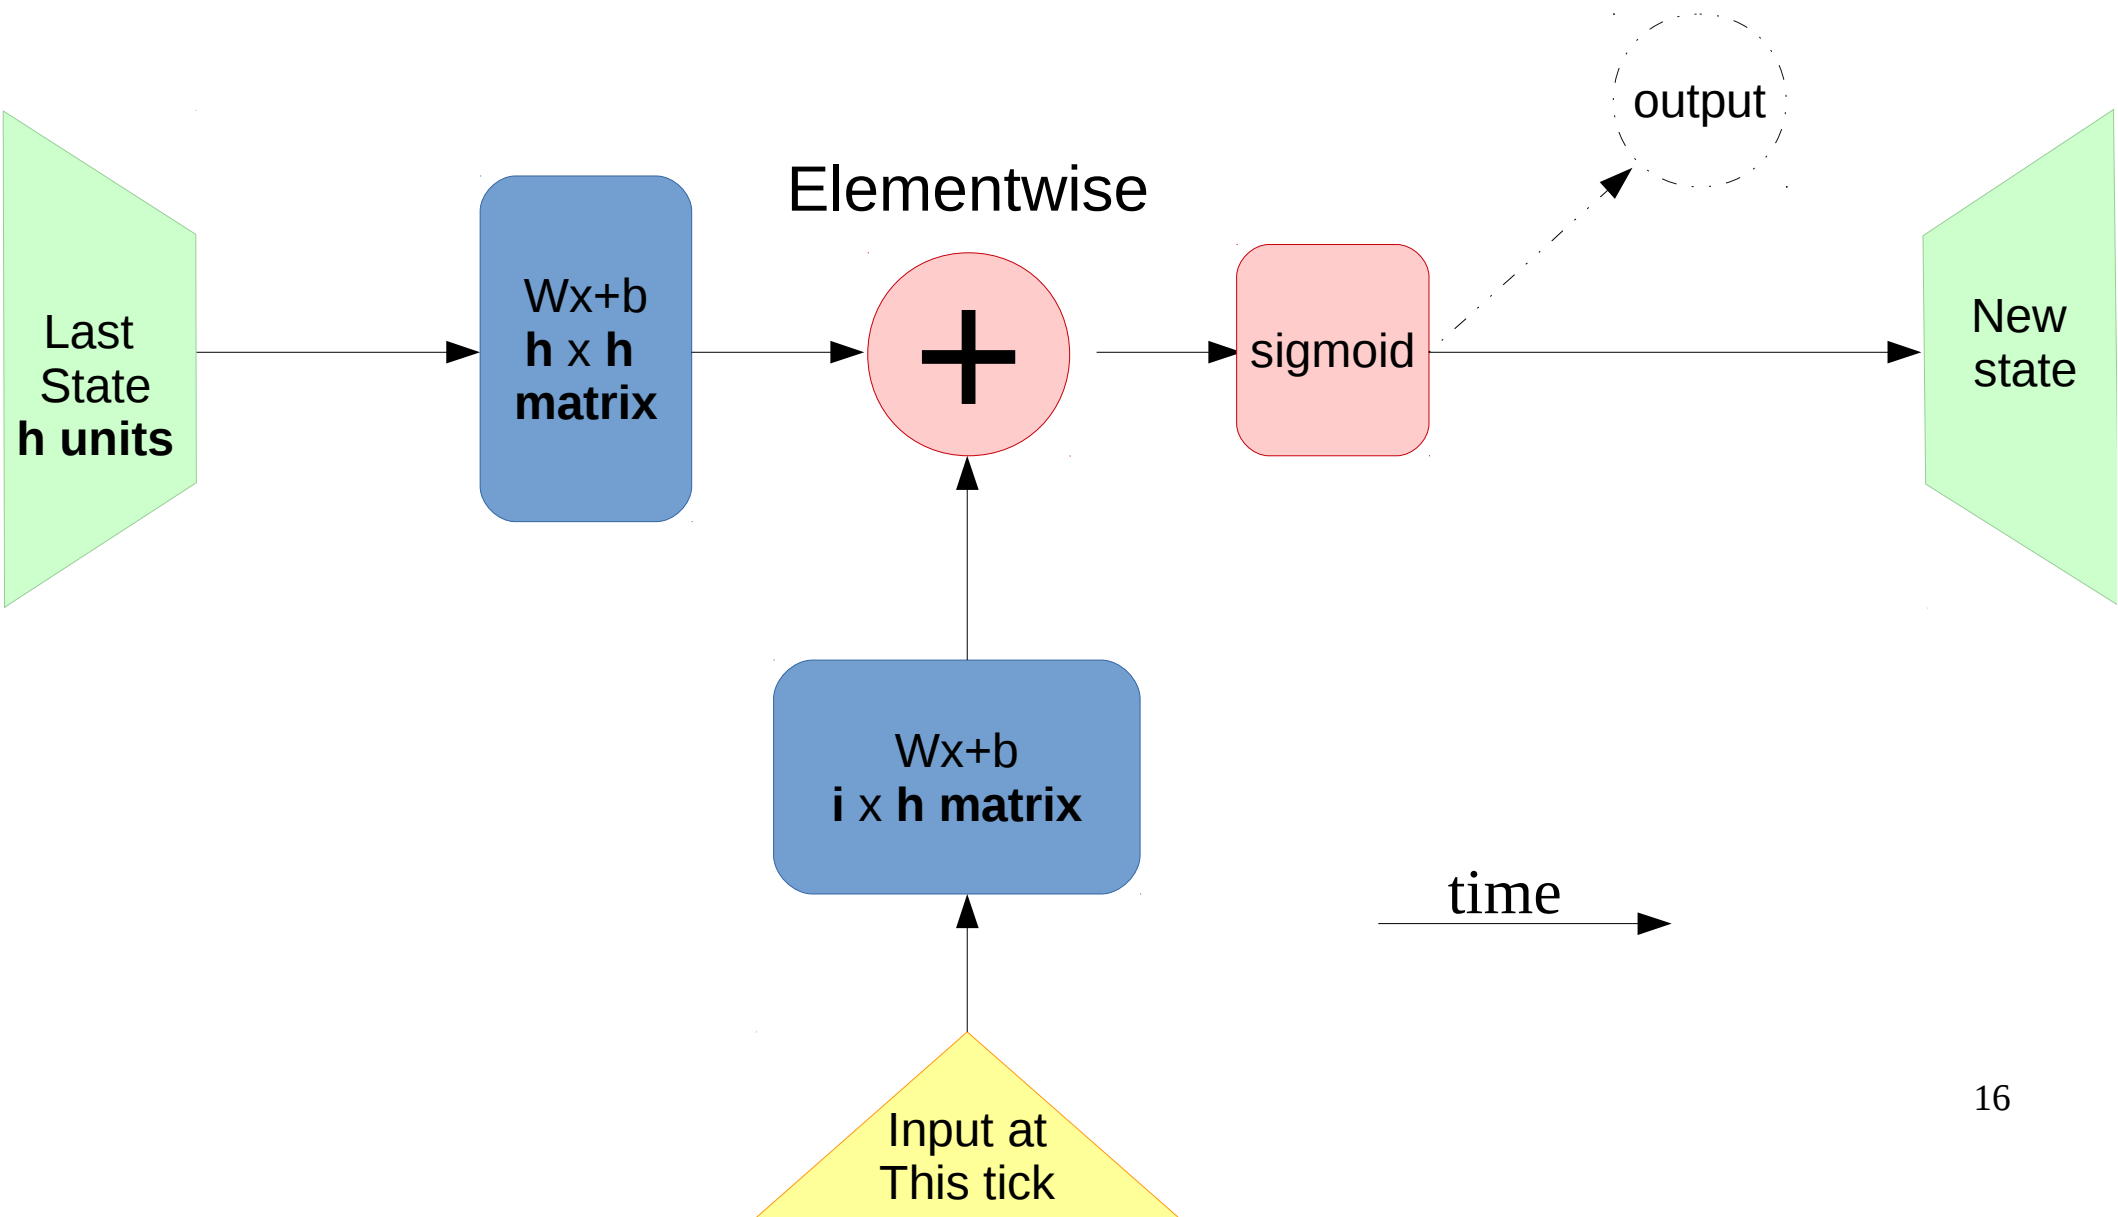 output
Elementwise
Last
State
h units
Wx+b
h x h
matrix
+
sigmoid
New
state
Wx+b
i x h matrix
time
Input at
This tick
16